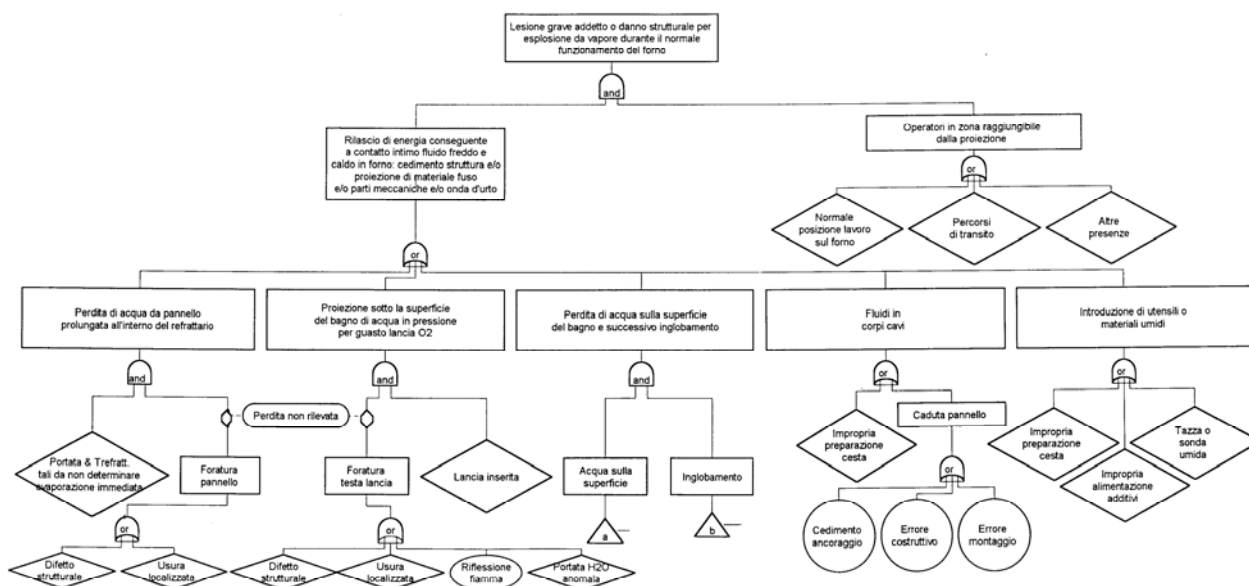 Lesione grave addetto o danno strutturale per
esplosione da vapore durante il normale
funzionamento del forno
and
Rilascio di energia conseguente
a contatto intimo fluido freddo e
caldo in forno: cedimento struttura e/o
proiezione di materiale fuso
e/o parti meccaniche e/o onda d'urto
Operatori in zona raggiungibile
dalla proiezione
or
Normale
posizione lavoro
sul forno
Percorsi
di transito
Altre
presenze
or
Perdita di acqua da pannello
prolungata all'interno del refrattario
Proiezione sotto la superficie
del bagno di acqua in pressione
per guasto lancia O2
Perdita di acqua sulla superficie
del bagno e successivo inglobamento
Fluidi in
corpi cavi
Introduzione di utensili o
materiali umidi
and
and
and
or
or
Perdita non rilevata
Portata & Trefratt.
tali da non determinare
evaporazione immediata
Foratura
pannello
Foratura
testa lancia
Lancia inserita
Acqua sulla
superficie
Inglobamento
Impropria
preparazione
cesta
Caduta pannello
Impropria
preparazione
cesta
Impropria
alimentazione
additivi
Tazza o
sonda
umida
or
or
a
b
or
Cedimento
ancoraggio
Errore
costruttivo
Errore
montaggio
Difetto
strutturale
Usura
localizzata
Difetto
strutturale
Usura
localizzata
Riflessione
fiamma
Portata H2O
anomala